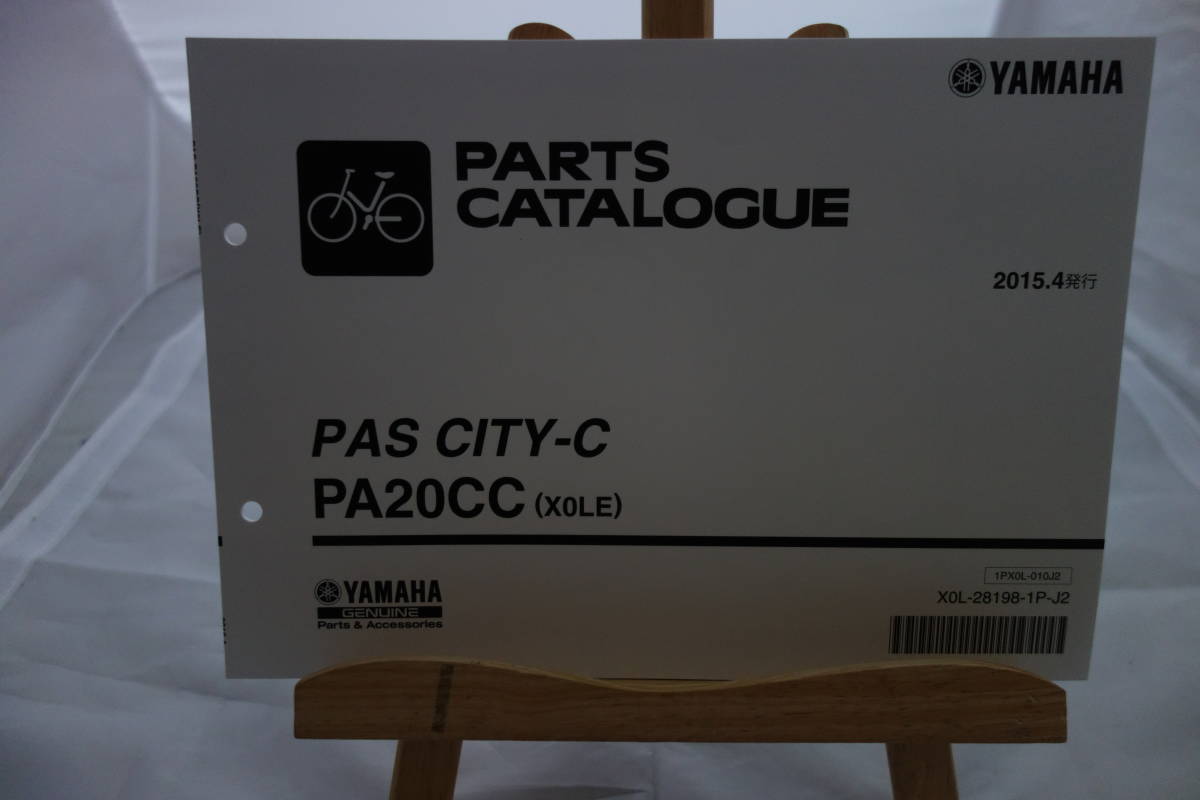 YAMAHA
PARTS
CATALOGUE
2015.4発行
PAS CITY-C
PA20CC (X0LE)
YAMAHA
GENUINE
Parts & Accessories
1PX0L-010J2
X0L-28198-1P-J2